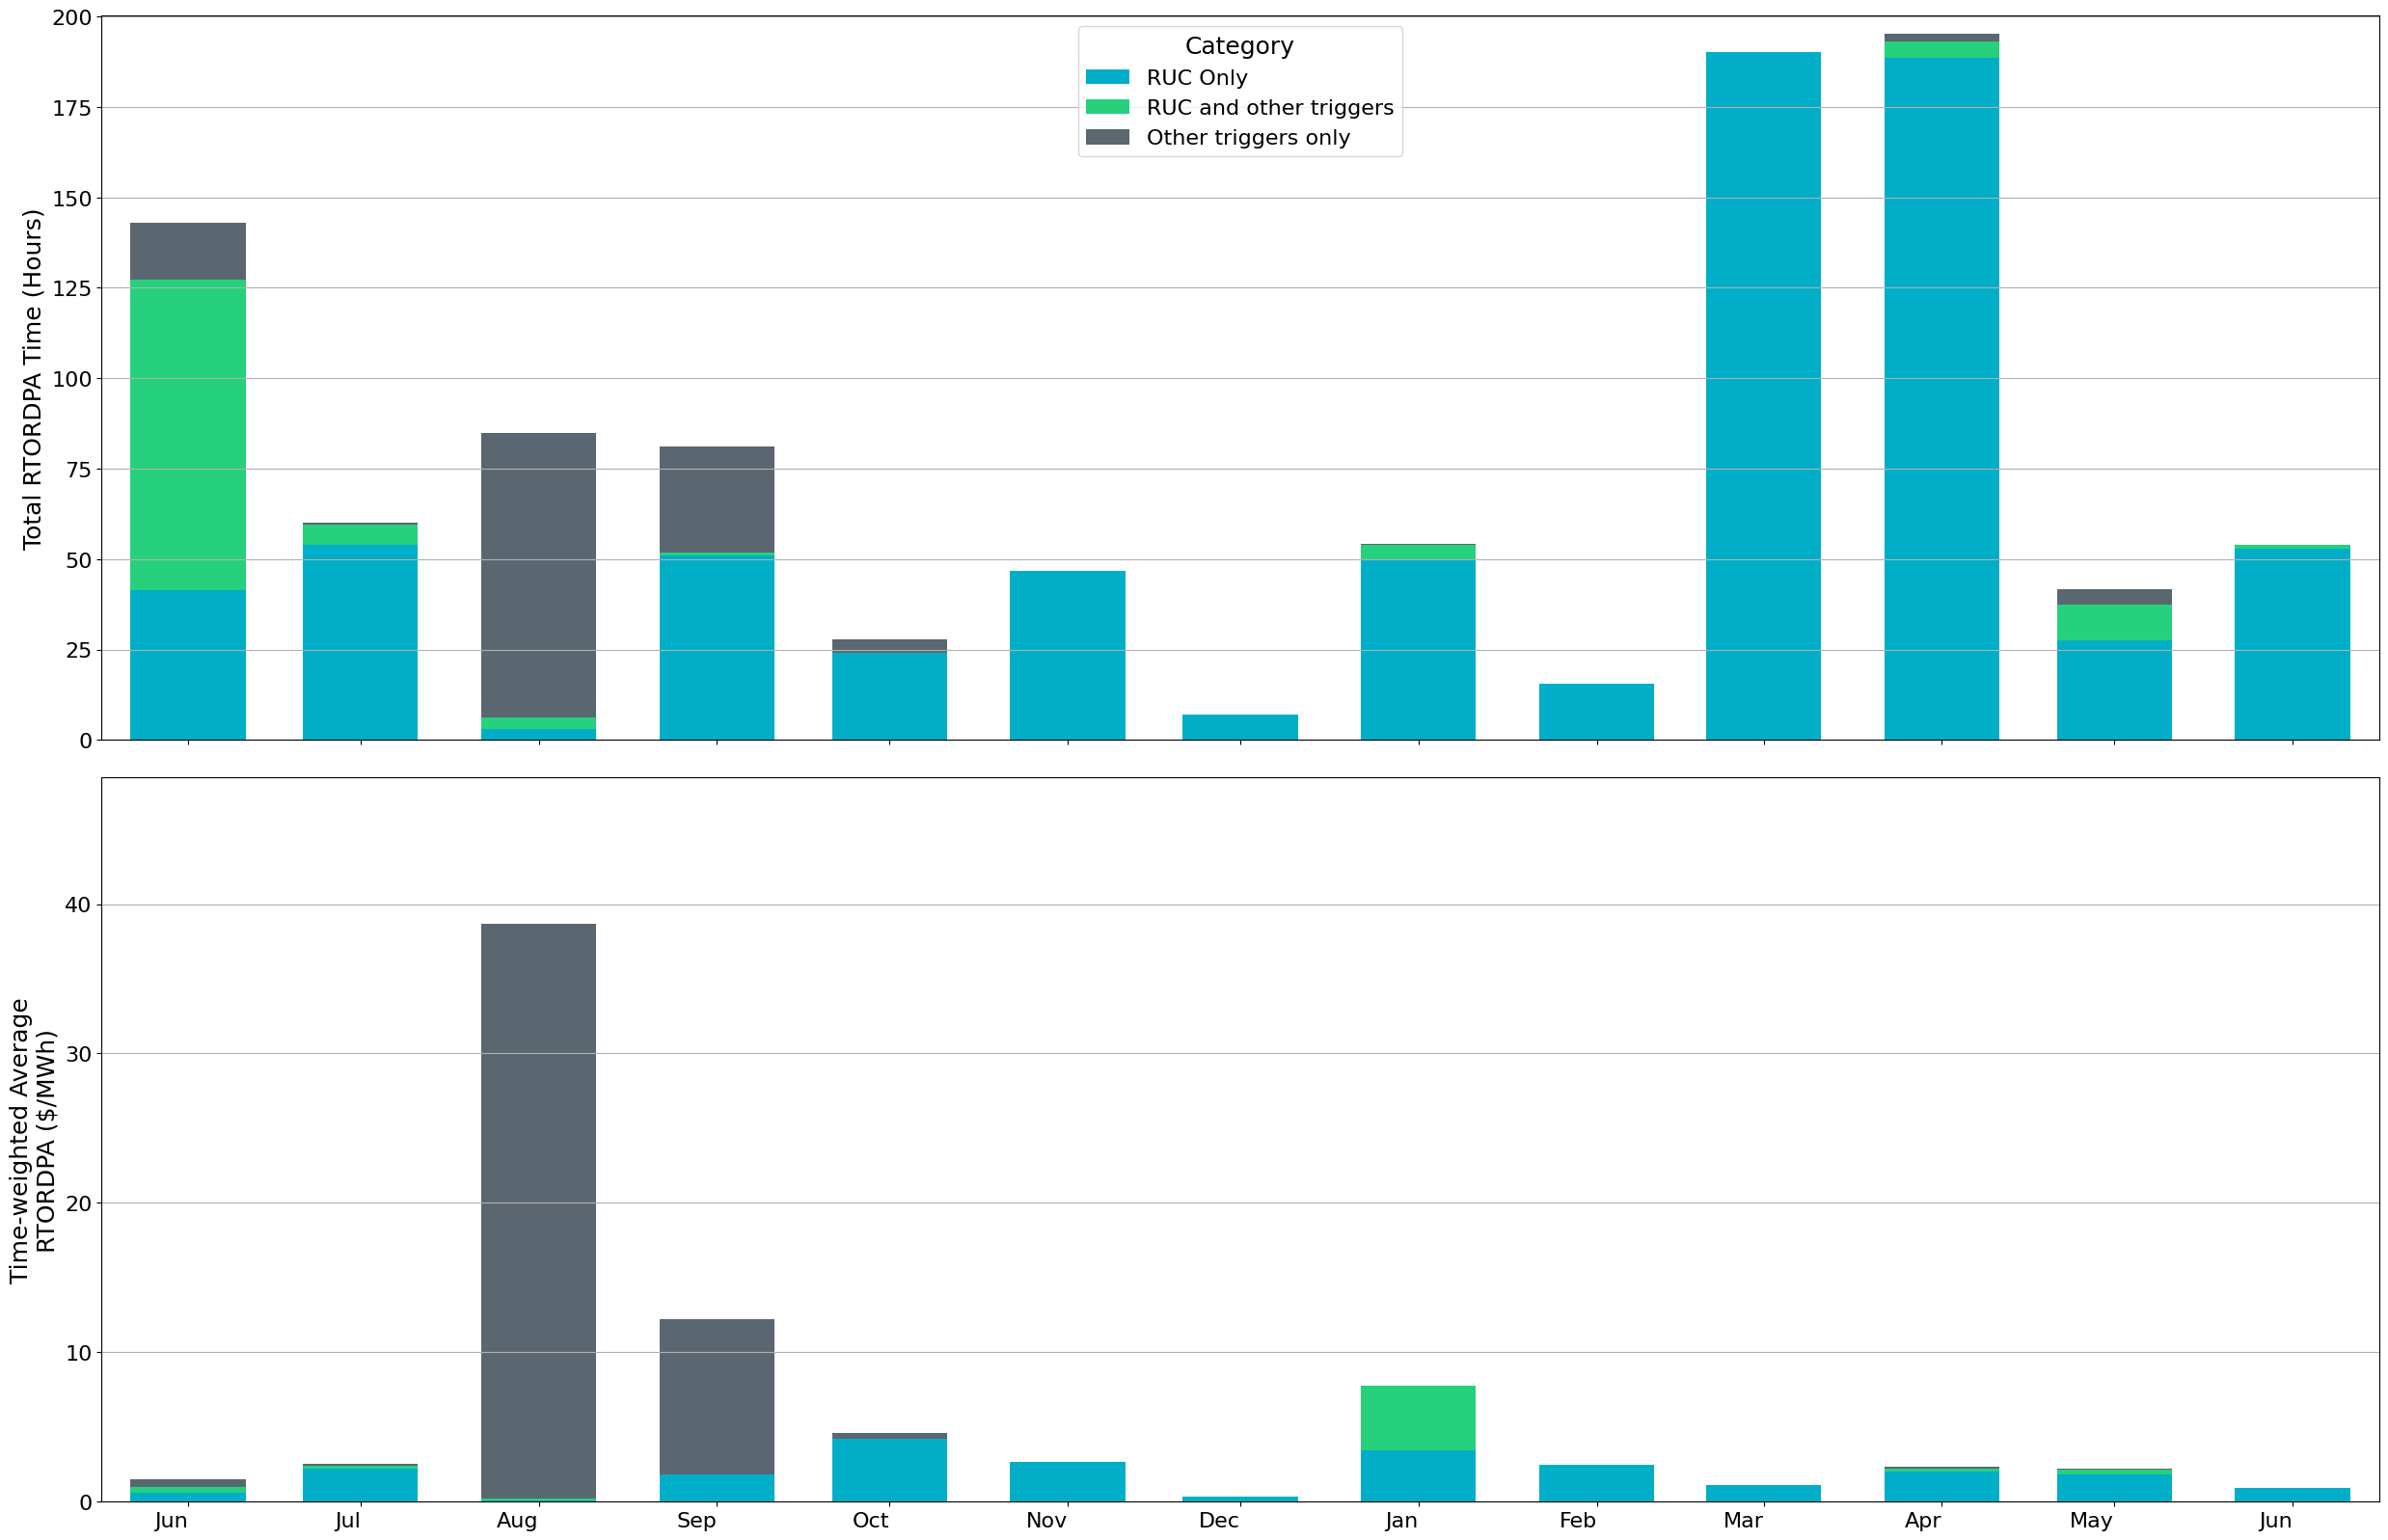 Total RTORDPA Time (Hours)
200
175
150
125
100
75
50
25
0
Category
RUC Only
RUC and other triggers
Other triggers only
Time-weighted Average
RTORDPA ($/MWh)
40
30
20
10
0
Jun Jul Aug Sep Oct Nov Dec Jan Feb Mar Apr May Jun